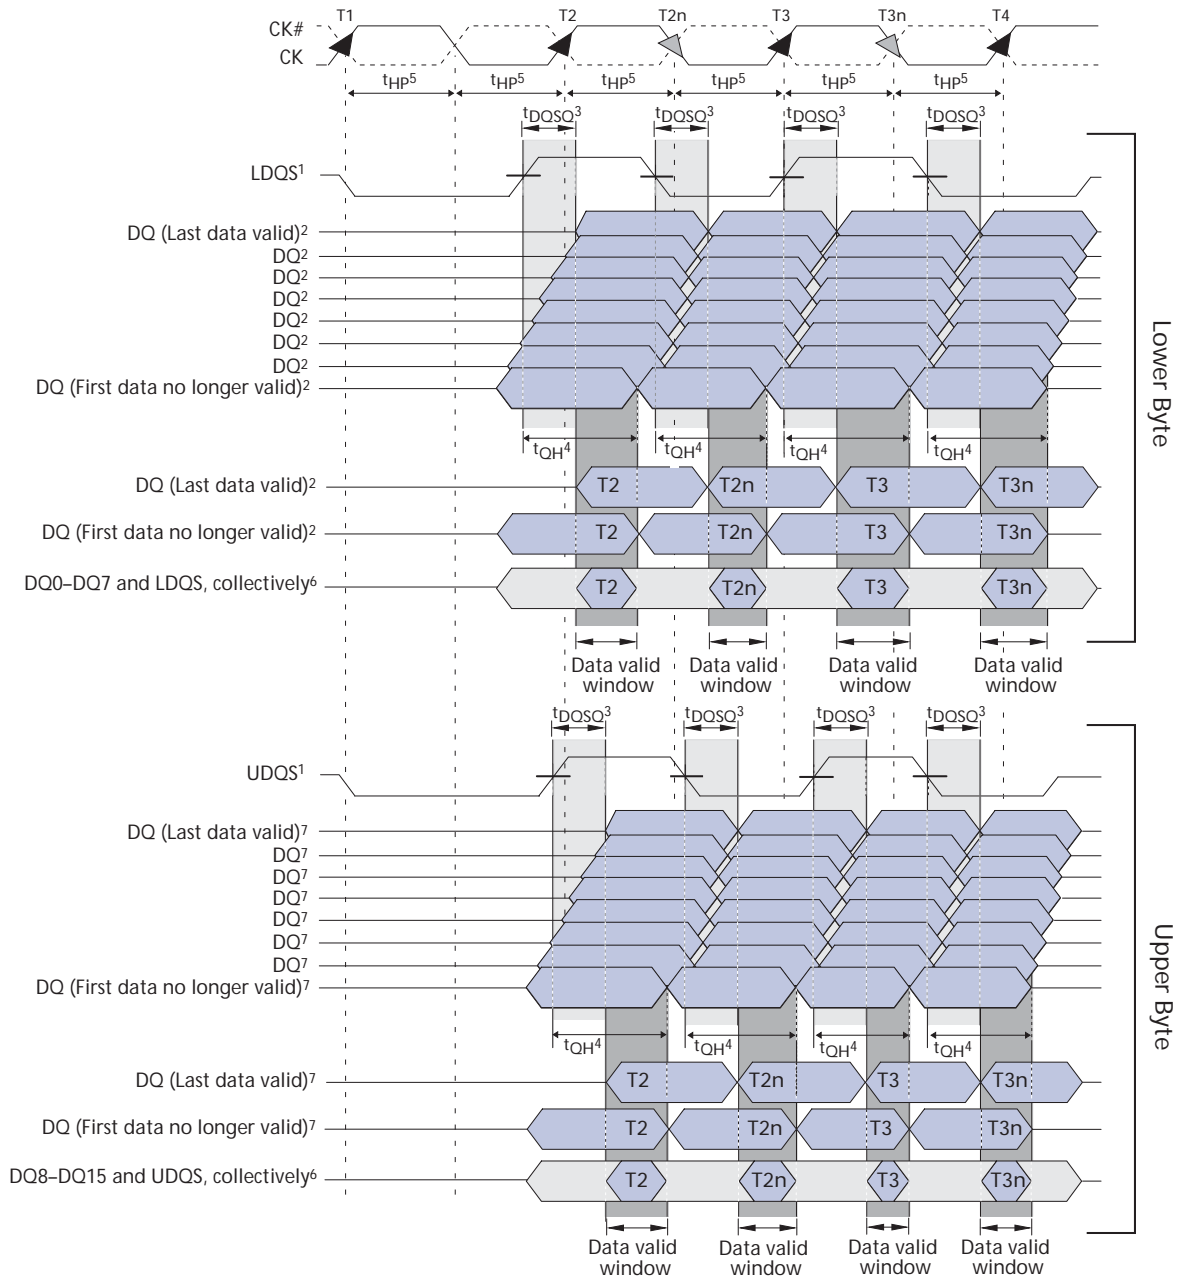 T1 T2 T2n T3 T3n T4
CK#
CK
tHP5 tHP5 tHP5 tHP5 tHP5 tHP5
tDQSQ3 tDQSQ3 tDQSQ3 tDQSQ3
LDQS1
DQ (Last data valid)2
DQ2
DQ2
DQ2
DQ2
DQ2
DQ2
DQ (First data no longer valid)2
tQH4 tQH4 tQH4 tQH4
DQ (Last data valid)2 T2 T2n T3 T3n
DQ (First data no longer valid)2 T2 T2n T3 T3n
DQ0–DQ7 and LDQS, collectively6 T2 T2n T3 T3n
Data valid window Data valid window Data valid window Data valid window
Lower Byte
tDQSQ3 tDQSQ3 tDQSQ3 tDQSQ3
UDQS1
DQ (Last data valid)7
DQ7
DQ7
DQ7
DQ7
DQ7
DQ7
DQ (First data no longer valid)7
tQH4 tQH4 tQH4 tQH4
DQ (Last data valid)7 T2 T2n T3 T3n
DQ (First data no longer valid)7 T2 T2n T3 T3n
DQ8–DQ15 and UDQS, collectively6 T2 T2n T3 T3n
Data valid window Data valid window Data valid window Data valid window
Upper Byte